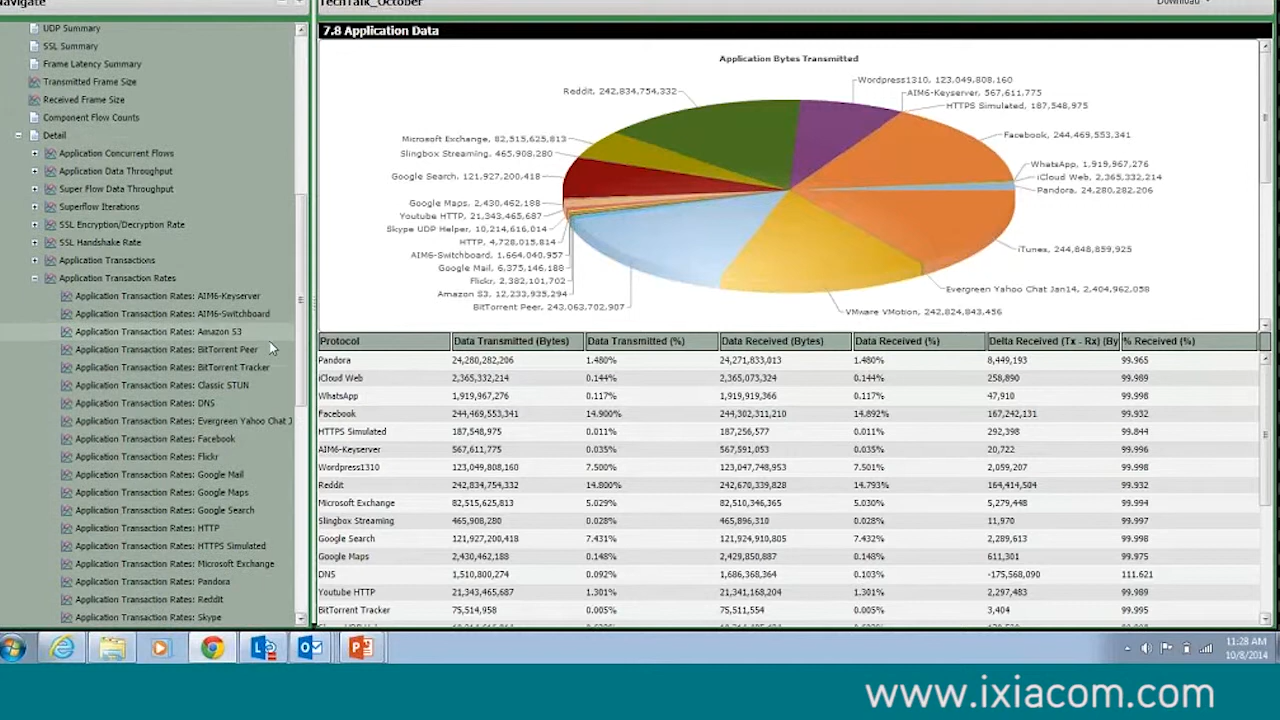 Navigate
TechTalk_October
Download
UDP Summary
SSL Summary
Frame Latency Summary
Transmitted Frame Size
Received Frame Size
Component Flow Counts
Detail
Application Concurrent Flows
Application Data Throughput
Super Flow Data Throughput
Superflow Iterations
SSL Encryption/Decryption Rate
SSL Handshake Rate
Application Transactions
Application Transaction Rates
Application Transaction Rates: AIM6-Keyserver
Application Transaction Rates: AIM6-Switchboard
Application Transaction Rates: Amazon S3
Application Transaction Rates: BitTorrent Peer
Application Transaction Rates: BitTorrent Tracker
Application Transaction Rates: Classic STUN
Application Transaction Rates: DNS
Application Transaction Rates: Evergreen Yahoo Chat J
Application Transaction Rates: Facebook
Application Transaction Rates: Flickr
Application Transaction Rates: Google Mail
Application Transaction Rates: Google Maps
Application Transaction Rates: Google Search
Application Transaction Rates: HTTP
Application Transaction Rates: HTTPS Simulated
Application Transaction Rates: Microsoft Exchange
Application Transaction Rates: Pandora
Application Transaction Rates: Reddit
Application Transaction Rates: Skype
7.8 Application Data
Application Bytes Transmitted
Wordpress1310, 123,049,808,160
AIM6-Keyserver, 567,611,775
HTTPS Simulated, 187,548,975
Facebook, 244,469,553,341
WhatsApp, 1,919,967,276
iCloud Web, 2,365,332,214
Pandora, 24,280,282,206
iTunes, 244,848,859,925
Evergreen Yahoo Chat Jan14, 2,404,962,058
VMware VMotion, 242,824,843,456
Reddit, 242,834,754,332
Microsoft Exchange, 82,515,625,813
Slingbox Streaming, 465,908,280
Google Search, 121,927,200,418
Google Maps, 2,430,462,188
Youtube HTTP, 21,343,465,687
Skype UDP Helper, 10,214,616,014
HTTP, 4,728,015,814
AIM6-Switchboard, 1,664,040,957
Google Mail, 6,375,146,188
Flickr, 2,382,101,702
Amazon S3, 12,233,935,294
BitTorrent Peer, 243,063,702,907
Protocol Data Transmitted (Bytes) Data Transmitted (%) Data Received (Bytes) Data Received (%) Delta Received (Tx - Rx) (By % Received (%)
Pandora 24,280,282,206 1.480% 24,271,833,013 1.480% 8,449,193 99.965
iCloud Web 2,365,332,214 0.144% 2,365,073,324 0.144% 258,890 99.989
WhatsApp 1,919,967,276 0.117% 1,919,919,366 0.117% 47,910 99.998
Facebook 244,469,553,341 14.900% 244,302,311,210 14.892% 167,242,131 99.932
HTTPS Simulated 187,548,975 0.011% 187,256,577 0.011% 292,398 99.844
AIM6-Keyserver 567,611,775 0.035% 567,591,053 0.035% 20,722 99.996
Wordpress1310 123,049,808,160 7.500% 123,047,748,953 7.501% 2,059,207 99.998
Reddit 242,834,754,332 14.800% 242,670,339,828 14.793% 164,414,504 99.932
Microsoft Exchange 82,515,625,813 5.029% 82,510,346,365 5.030% 5,279,448 99.994
Slingbox Streaming 465,908,280 0.028% 465,896,310 0.028% 11,970 99.997
Google Search 121,927,200,418 7.431% 121,924,910,805 7.432% 2,289,613 99.998
Google Maps 2,430,462,188 0.148% 2,429,850,887 0.148% 611,301 99.975
DNS 1,510,800,274 0.092% 1,686,368,364 0.103% -175,568,090 111.621
Youtube HTTP 21,343,465,687 1.301% 21,341,168,204 1.300% 2,297,483 99.989
BitTorrent Tracker 75,514,958 0.005% 75,511,554 0.005% 3,404 99.995
11:28 AM
10/8/2014
www.ixiacom.com